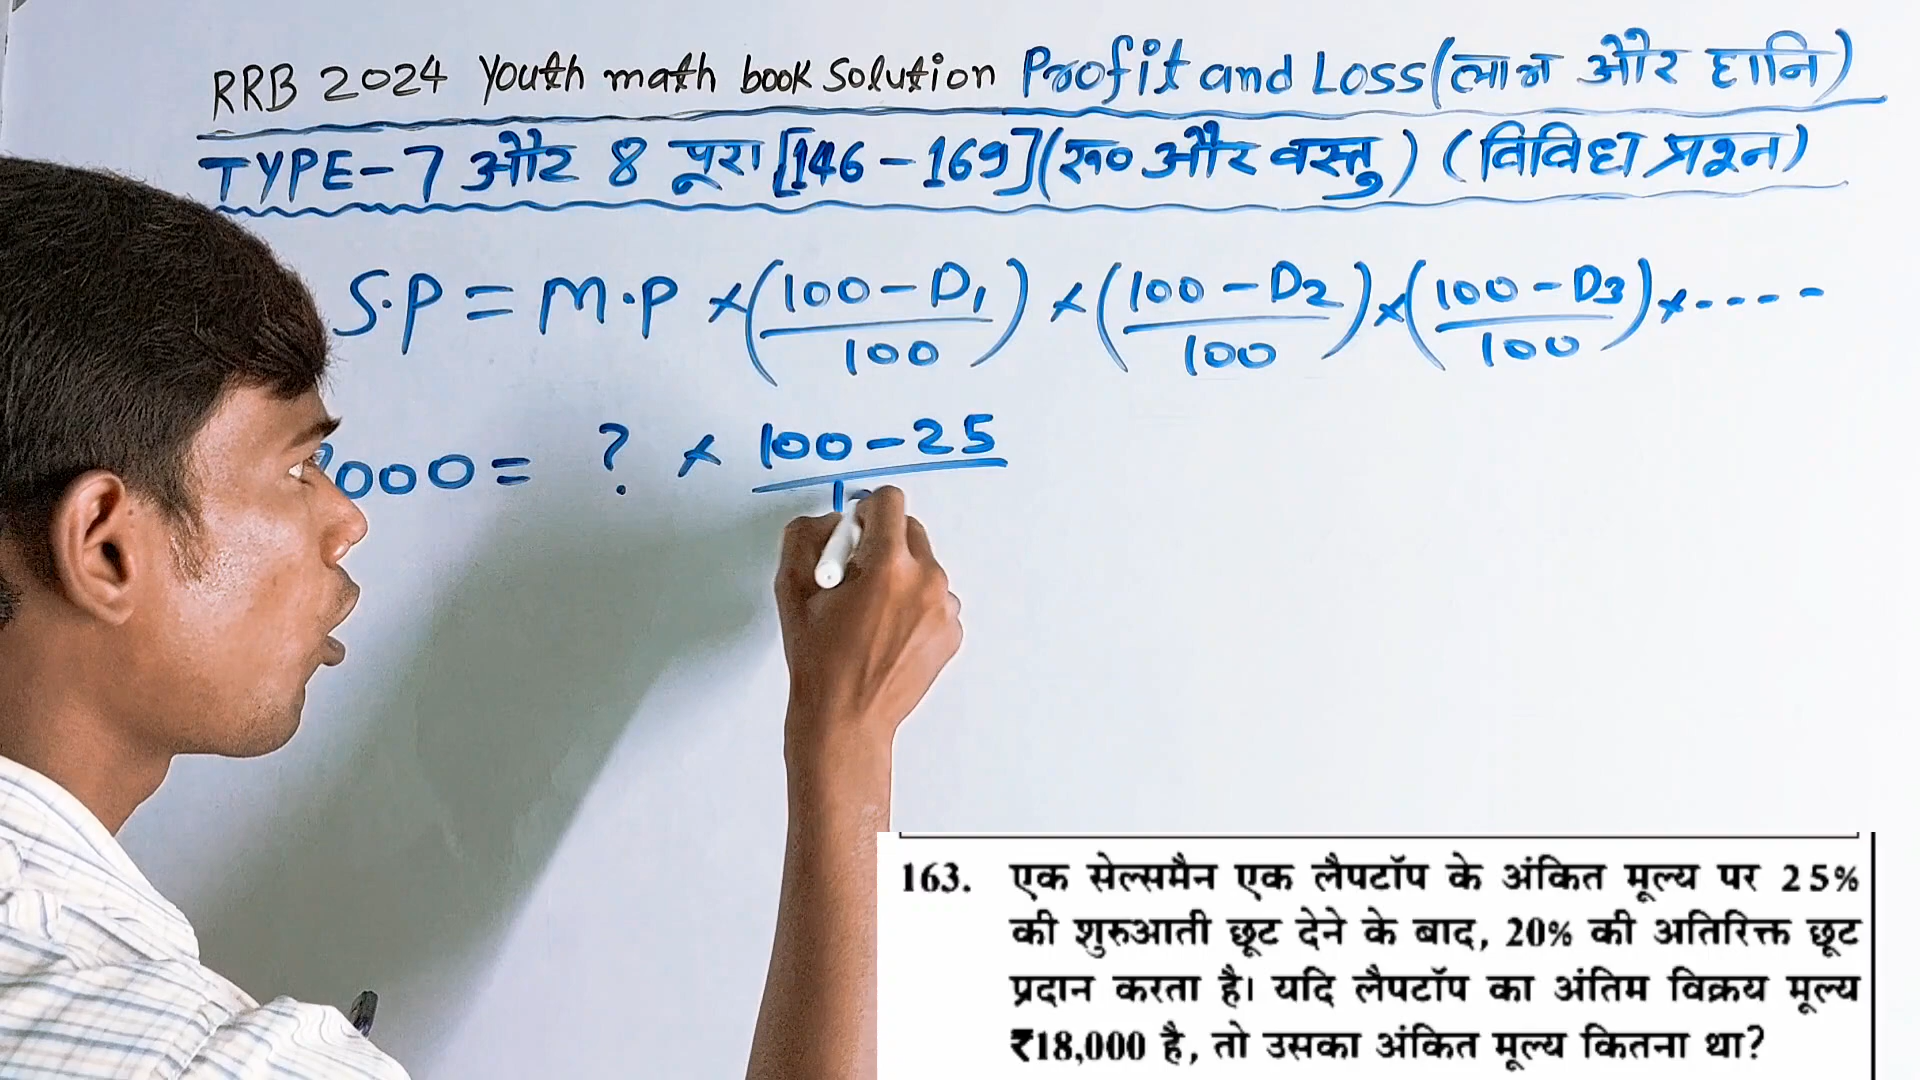 RRB 2024 Youth math book Solution Profit and Loss (लाभ और हानि)
TYPE-7 और 8 पूरा [146-169] (रू० और वस्तु) (विविध प्रश्न)
S.P = M.P × (100-D1/100) × (100-D2/100) × (100-D3/100) × ----
000 = ? × 100-25
163. एक सेल्समैन एक लैपटॉप के अंकित मूल्य पर 25%
की शुरुआती छूट देने के बाद, 20% की अतिरिक्त छूट
प्रदान करता है। यदि लैपटॉप का अंतिम विक्रय मूल्य
₹18,000 है, तो उसका अंकित मूल्य कितना था?